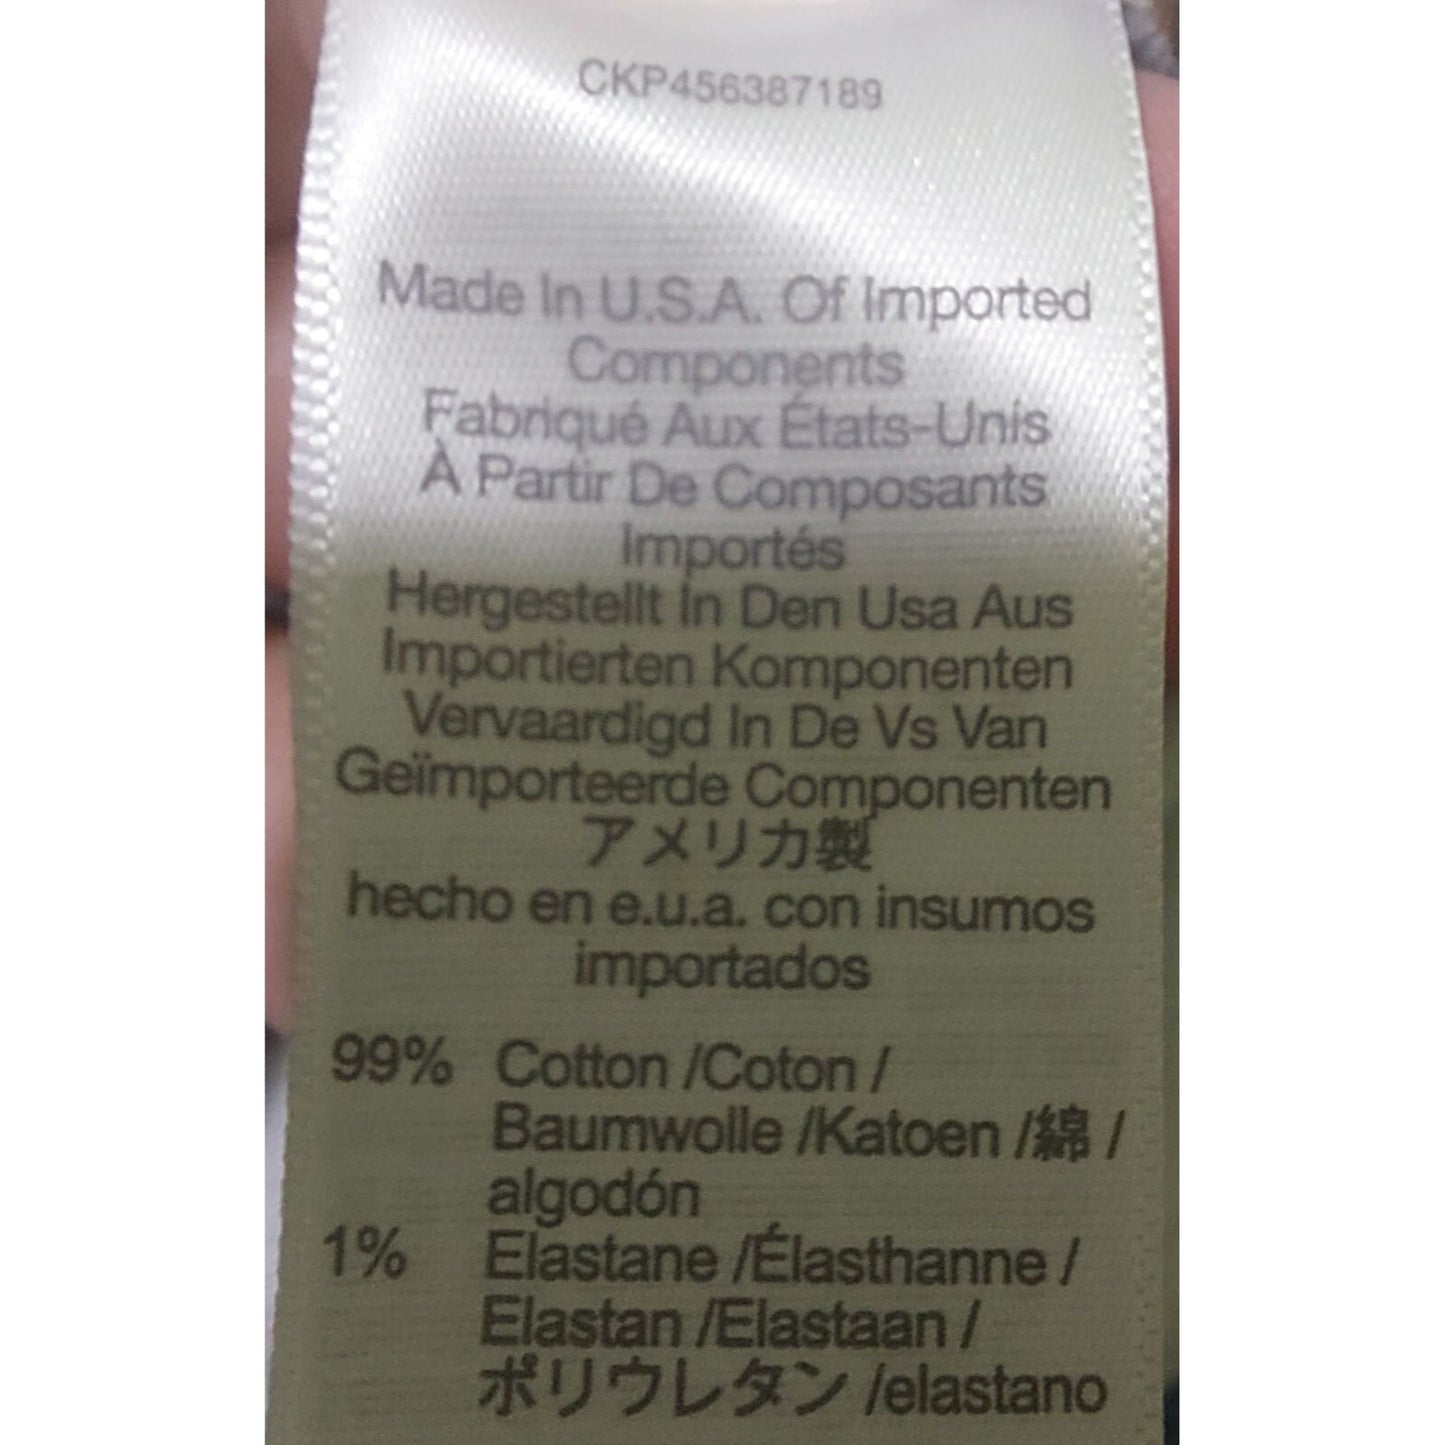 CKP456387189
Made In U.S.A. Of Imported
Components
Fabriqué Aux États-Unis
À Partir De Composants
Importés
Hergestellt In Den Usa Aus
Importierten Komponenten
Vervaardigd In De Vs Van
Geïmporteerde Componenten
アメリカ製
hecho en e.u.a. con insumos
importados
99% Cotton /Coton /
Baumwolle /Katoen /綿 /
algodón
1% Elastane /Élasthanne /
Elastan /Elastaan /
ポリウレタン /elastano